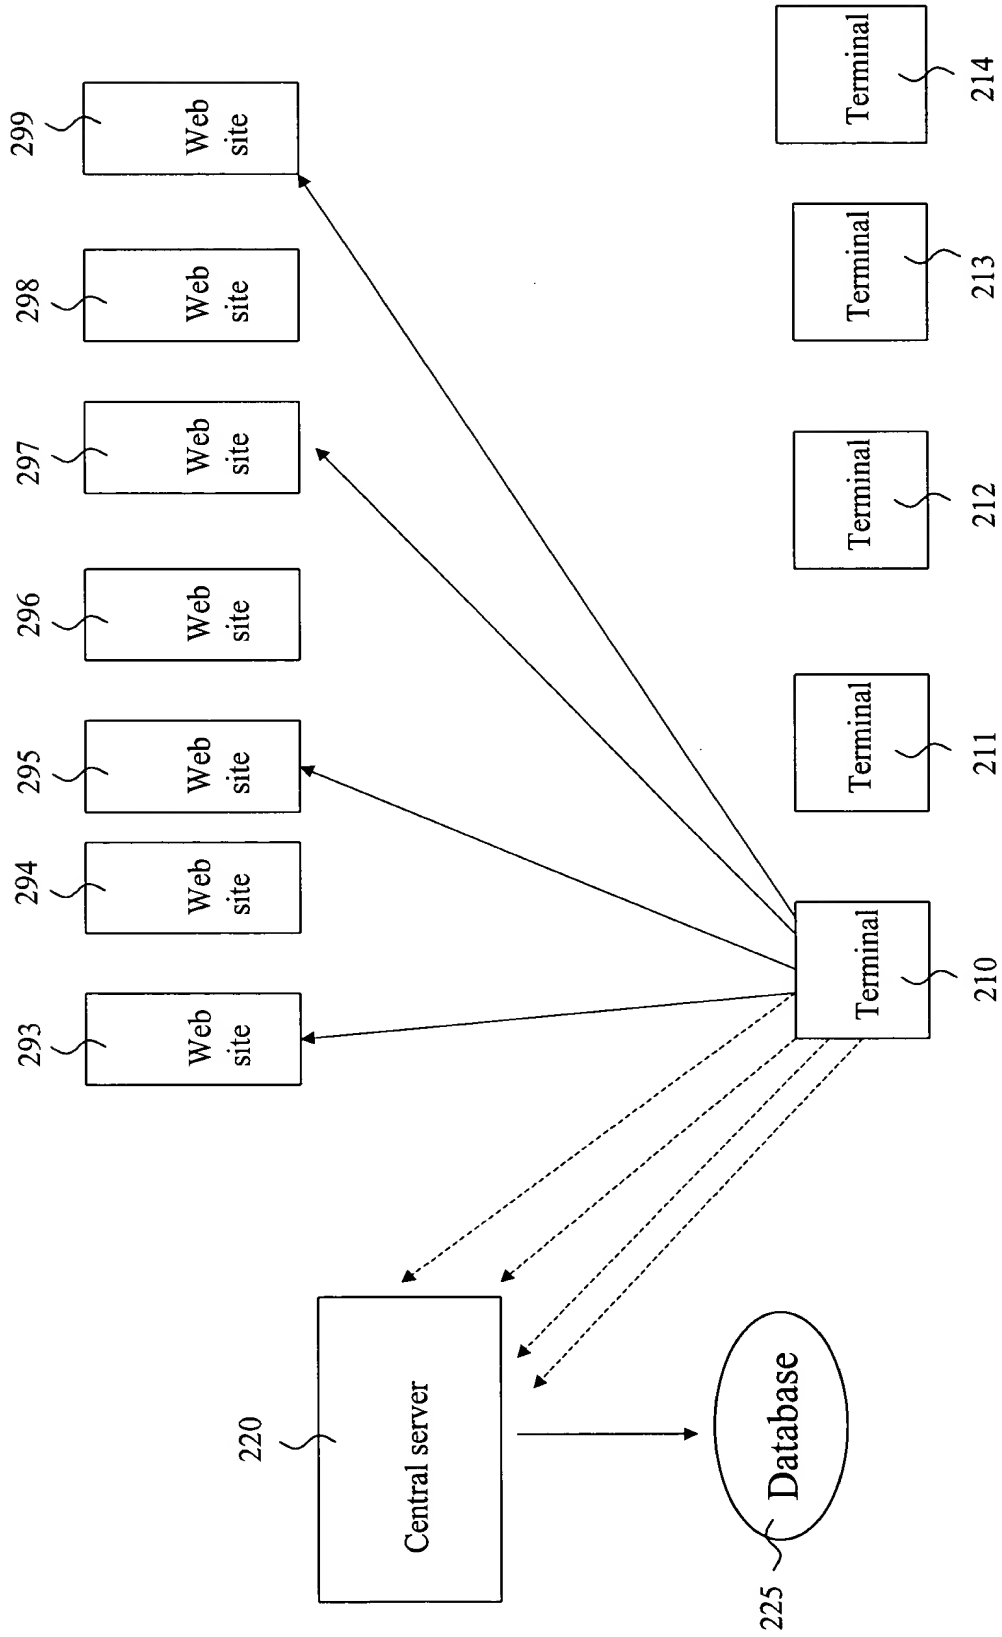 293
294
295
296
297
298
299
Web
site
Web
site
Web
site
Web
site
Web
site
Web
site
Web
site
220
Central server
225
Database
Terminal
Terminal
Terminal
Terminal
Terminal
210
211
212
213
214